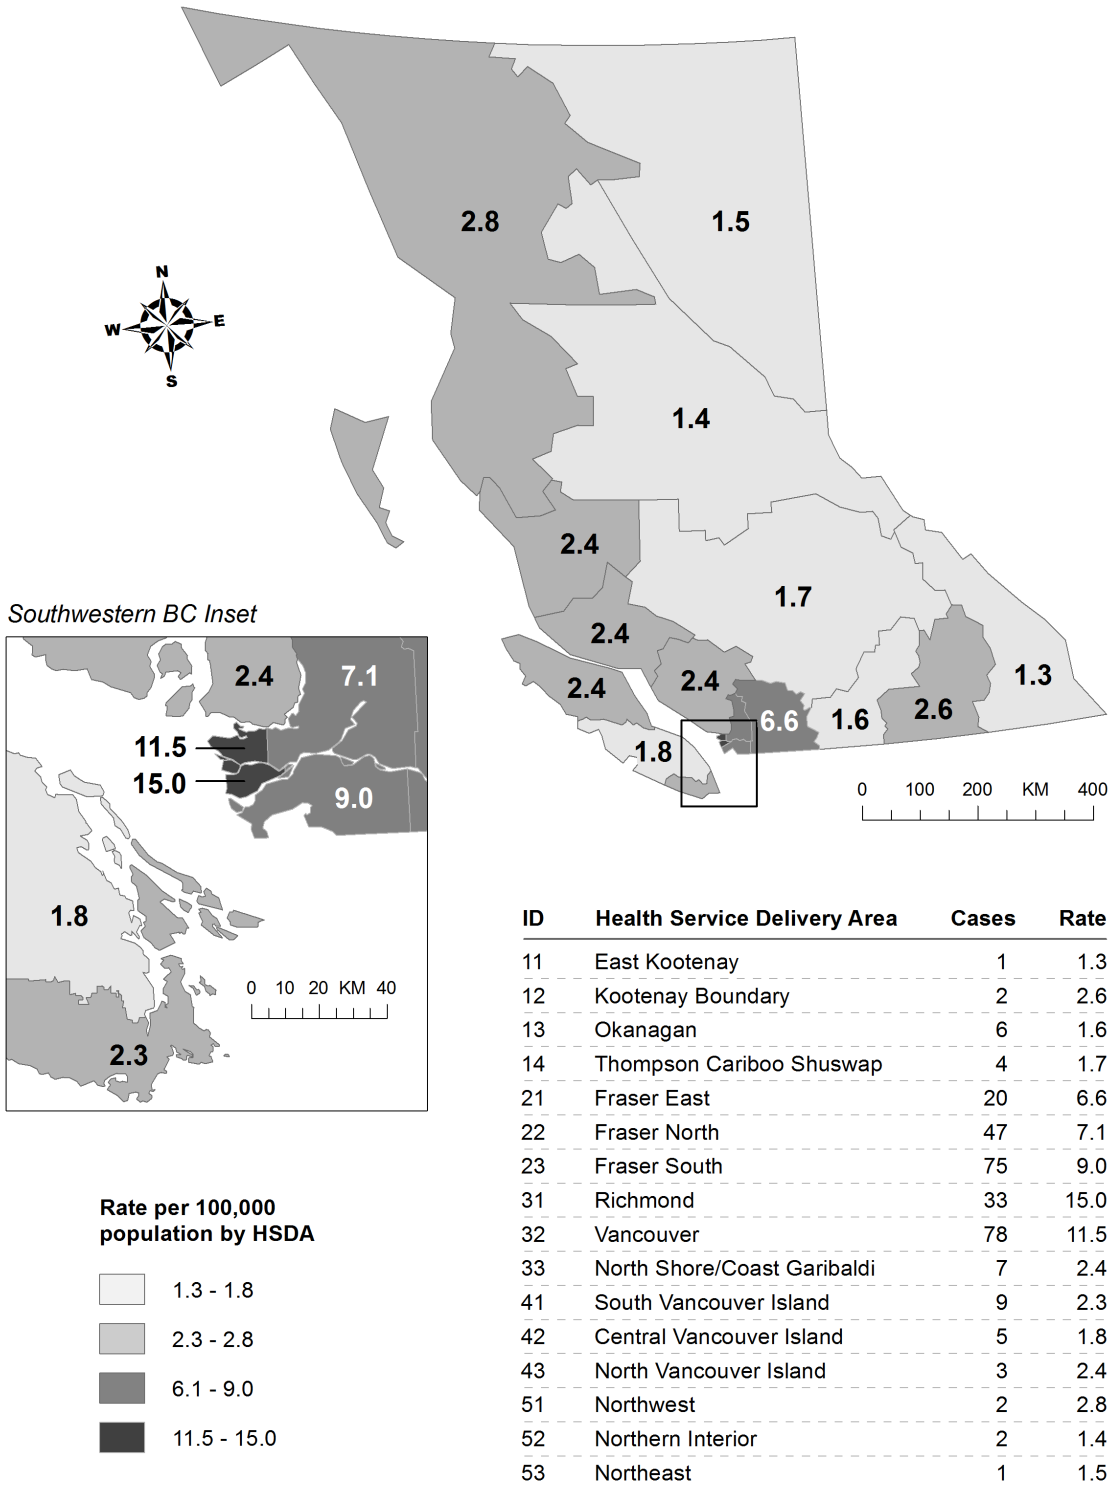 2.8
1.5
N
W
E
S
1.4
2.4
1.7
Southwestern BC Inset
2.4
2.4
2.4
1.3
2.6
1.6
6.6
1.8
0 100 200 KM 400
2.4
7.1
11.5
15.0
9.0
1.8
0 10 20 KM 40
2.3
ID Health Service Delivery Area Cases Rate
11 East Kootenay 1 1.3
12 Kootenay Boundary 2 2.6
13 Okanagan 6 1.6
14 Thompson Cariboo Shuswap 4 1.7
21 Fraser East 20 6.6
22 Fraser North 47 7.1
23 Fraser South 75 9.0
31 Richmond 33 15.0
32 Vancouver 78 11.5
33 North Shore/Coast Garibaldi 7 2.4
41 South Vancouver Island 9 2.3
42 Central Vancouver Island 5 1.8
43 North Vancouver Island 3 2.4
51 Northwest 2 2.8
52 Northern Interior 2 1.4
53 Northeast 1 1.5
Rate per 100,000
population by HSDA
1.3 - 1.8
2.3 - 2.8
6.1 - 9.0
11.5 - 15.0